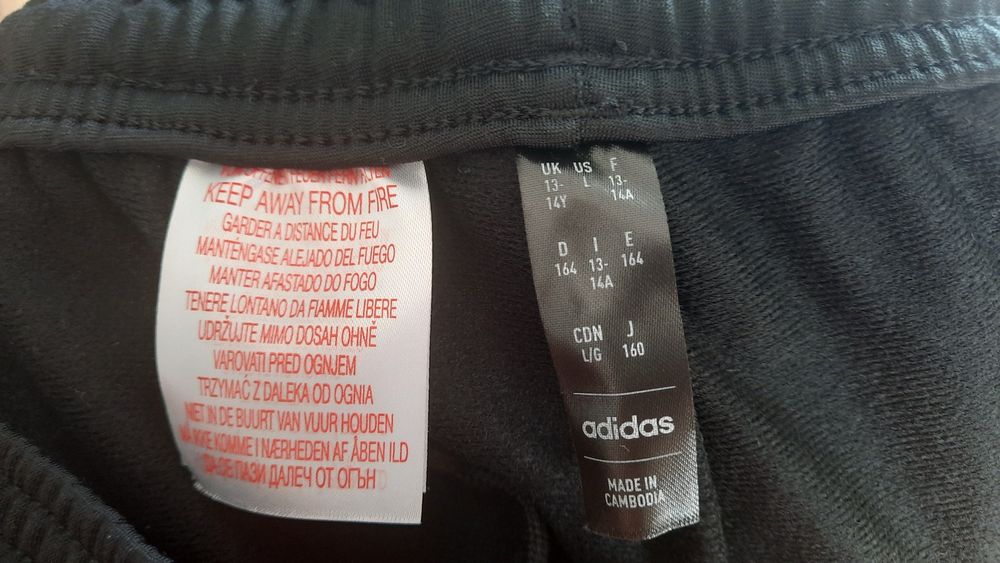 KEEP AWAY FROM FIRE
GARDER A DISTANCE DU FEU
MANTÉNGASE ALEJADO DEL FUEGO
MANTER AFASTADO DO FOGO
TENERE LONTANO DA FIAMME LIBERE
UDRŽUJTE MIMO DOSAH OHNĚ
VAROVATI PRED OGNJEM
TRZYMAĆ Z DALEKA OD OGNIA
NIET IN DE BUURT VAN VUUR HOUDEN
MÅ IKKE KOMME I NÆRHEDEN AF ÅBEN ILD
ДА СЕ ПАЗИ ДАЛЕЧ ОТ ОГЪН
UK US F
13- L 13-
14Y 14A
D I E
164 13- 164
14A
CDN J
L/G 160
adidas
MADE IN
CAMBODIA